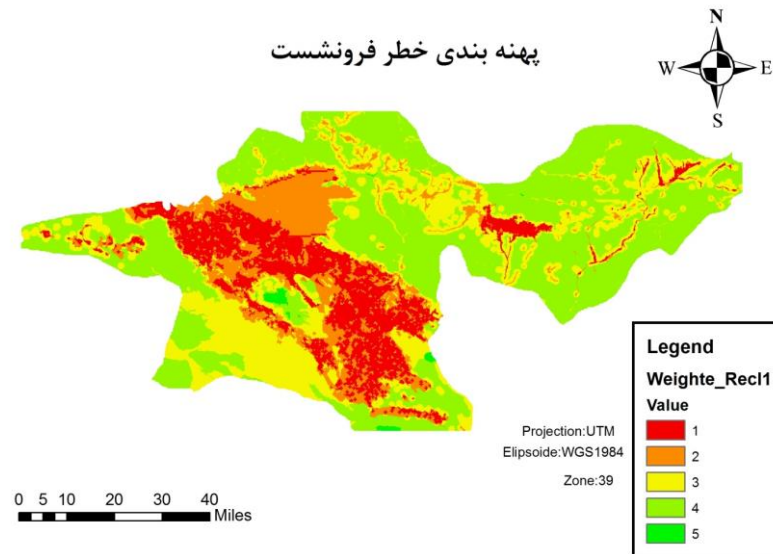 پهنه بندی خطر فرونشست
N
W E
S
Legend
Weighte_Recl1
Value
1
2
3
4
5
Projection:UTM
Elipsoide:WGS1984
Zone:39
0 5 10 20 30 40
Miles